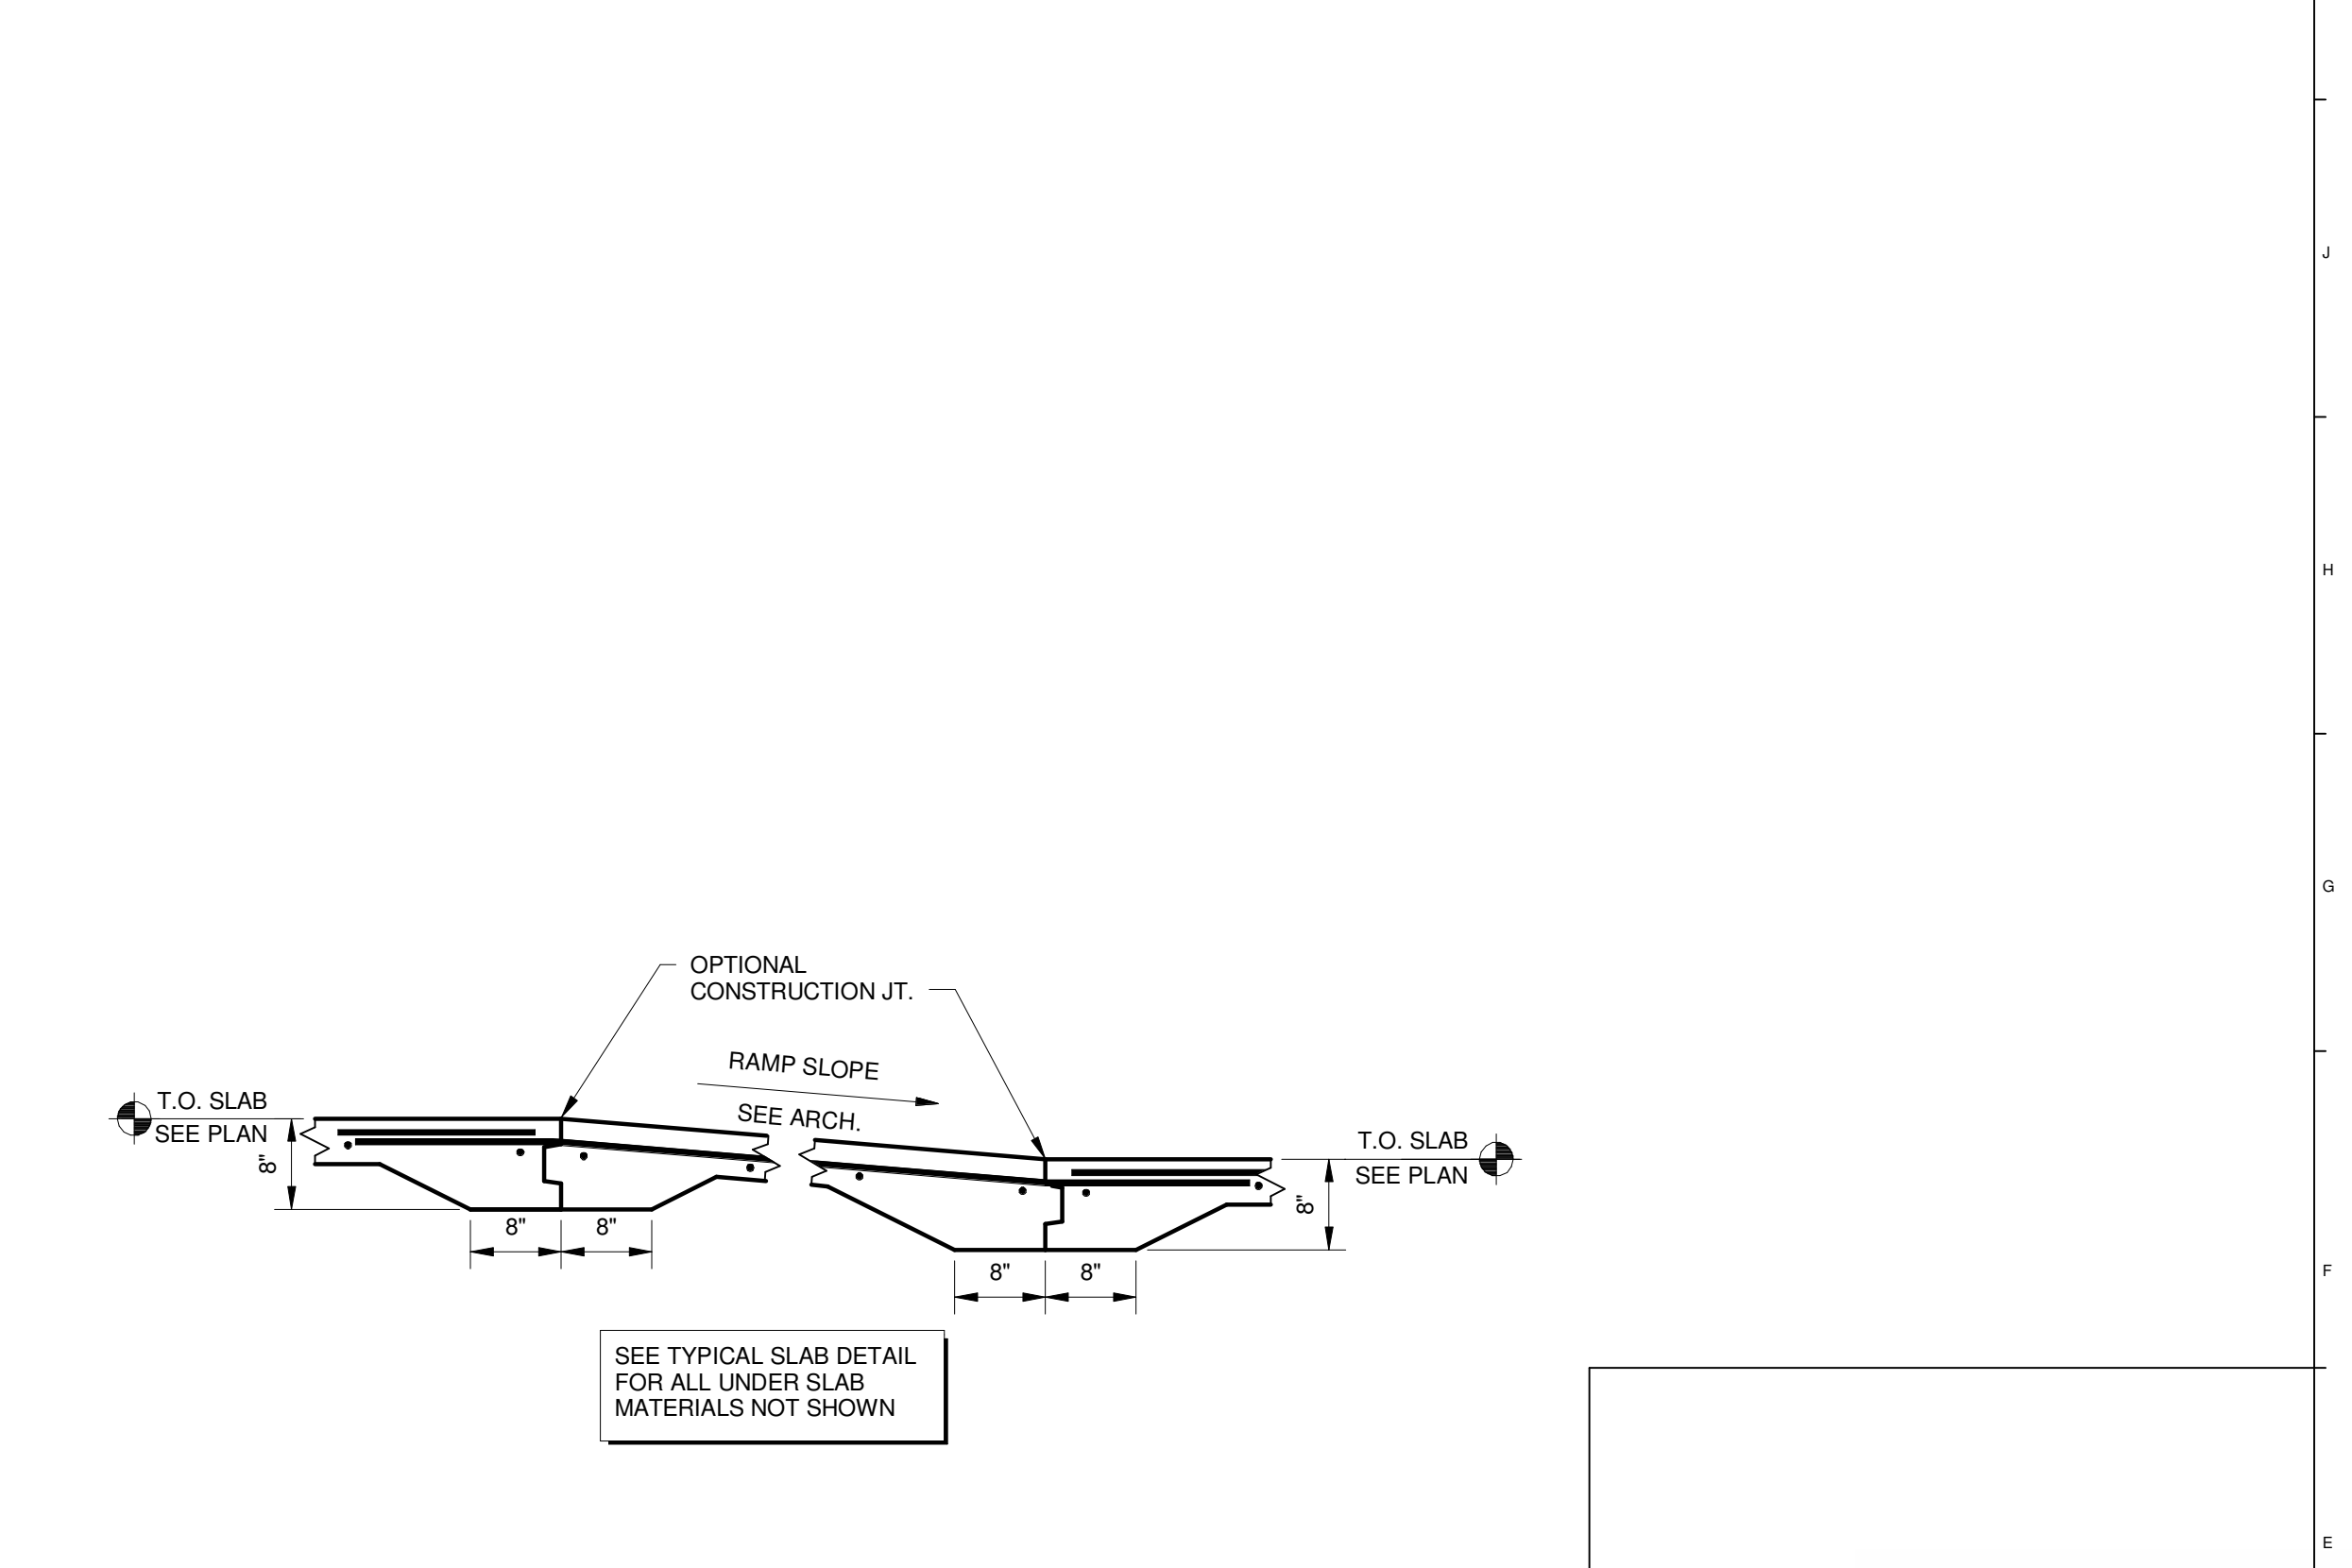 J
H
G
OPTIONAL
CONSTRUCTION JT.
RAMP SLOPE
SEE ARCH.
T.O. SLAB
SEE PLAN
8"
8" 8"
T.O. SLAB
SEE PLAN
8"
8" 8"
F
SEE TYPICAL SLAB DETAIL
FOR ALL UNDER SLAB
MATERIALS NOT SHOWN
E